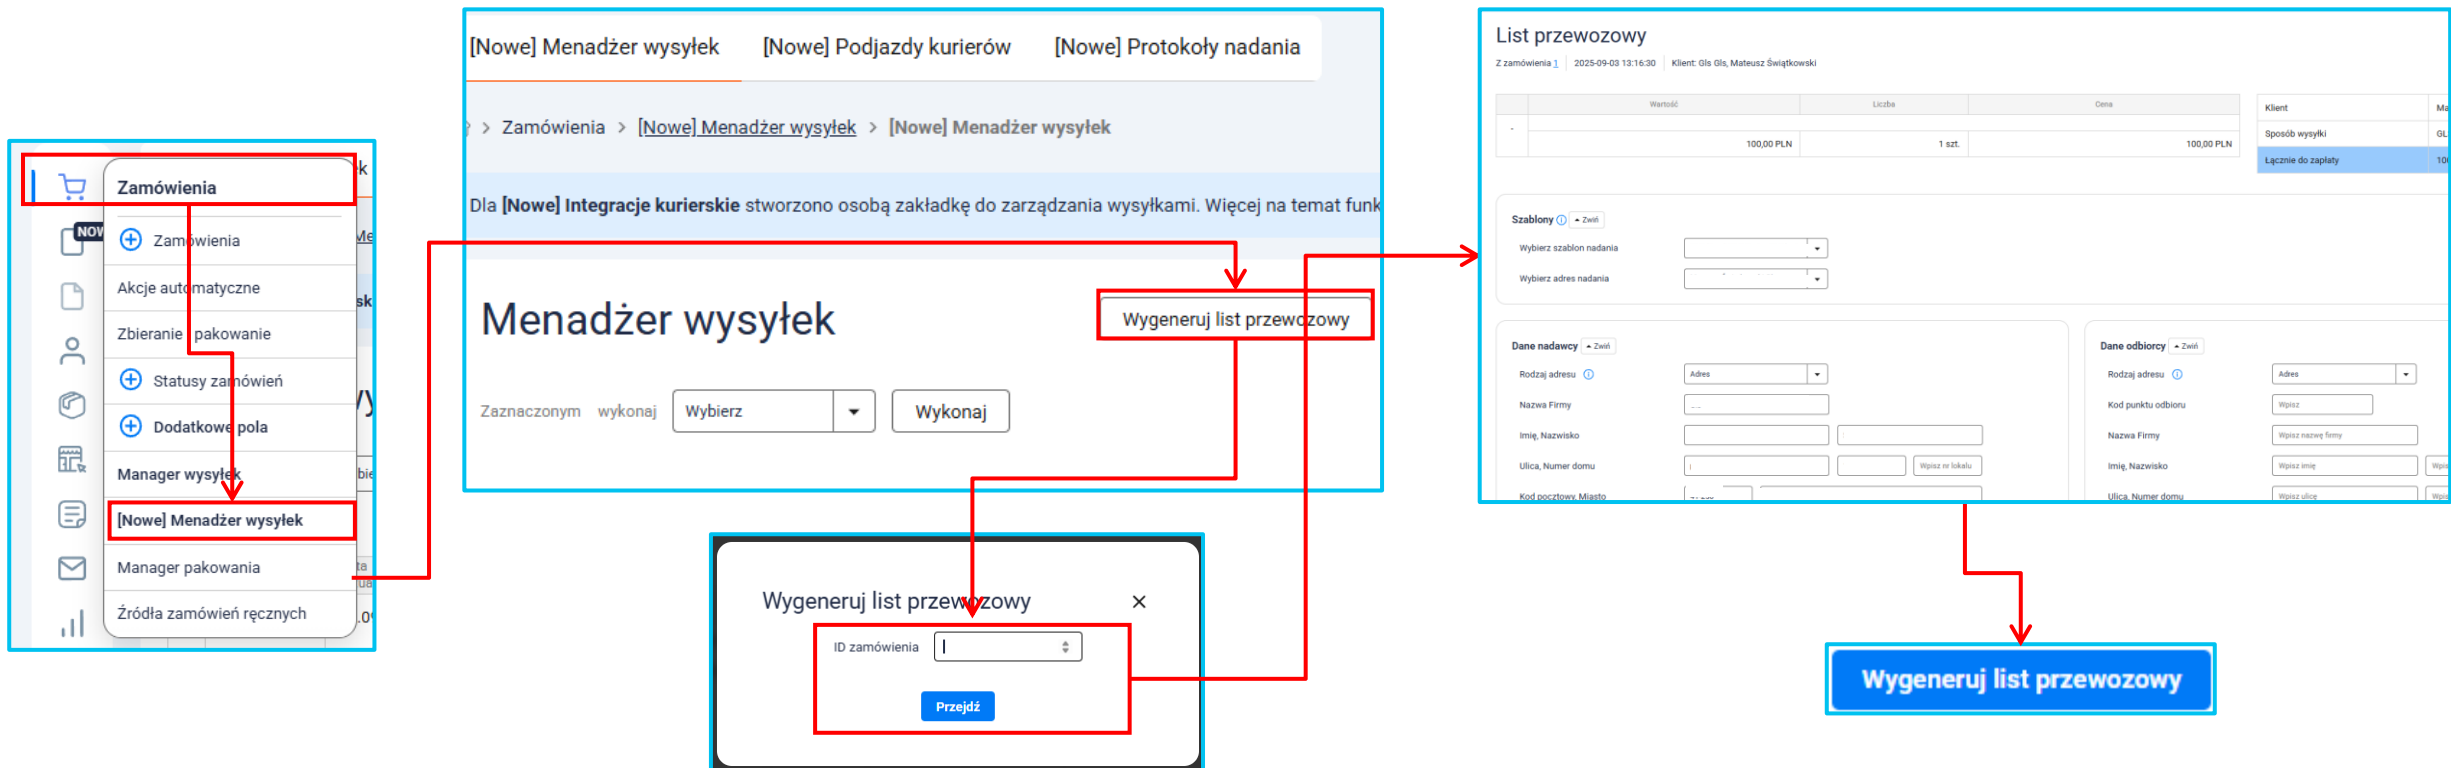 Zamówienia
NOW
Zamówienia
Akcje automatyczne
Zbieranie pakowanie
Statusy zamówień
Dodatkowe pola
Manager wysyłek
[Nowe] Menadżer wysyłek
Manager pakowania
Źródła zamówień ręcznych
[Nowe] Menadżer wysyłek [Nowe] Podjazdy kurierów [Nowe] Protokoły nadania
> Zamówienia > [Nowe] Menadżer wysyłek > [Nowe] Menadżer wysyłek
Dla [Nowe] Integracje kurierskie stworzono osobą zakładkę do zarządzania wysyłkami. Więcej na temat funk
Menadżer wysyłek
Wygeneruj list przewozowy
Zaznaczonym wykonaj Wybierz Wykonaj
Wygeneruj list przewozowy ×
ID zamówienia
Przejdź
List przewozowy
Z zamówienia 1 2025-09-03 13:16:30 Klient: Gls Gls, Mateusz Świątkowski
Wartość Liczba Cena
-
100,00 PLN 1 szt. 100,00 PLN
Klient Ma
Sposób wysyłki GL
Łącznie do zapłaty 100
Szablony Zwiń
Wybierz szablon nadania
Wybierz adres nadania
Dane nadawcy Zwiń
Rodzaj adresu Adres
Nazwa Firmy
Imię, Nazwisko
Ulica, Numer domu Wpisz nr lokalu
Kod pocztowy, Miasto
Dane odbiorcy Zwiń
Rodzaj adresu Adres
Kod punktu odbioru Wpisz
Nazwa Firmy Wpisz nazwę firmy
Imię, Nazwisko Wpisz imię Wpis
Ulica, Numer domu Wpisz ulicę Wpis
Wygeneruj list przewozowy